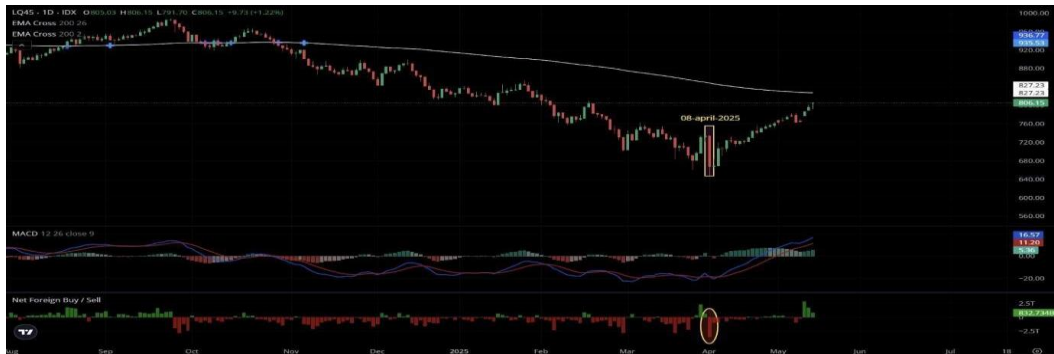 LQ45 · 1D · IDX O805.03 H806.15 L791.70 C806.15 +9.73 (+1.22%)
EMA Cross 200 26
EMA Cross 200 2
1000.00
936.77
935.53
920.00
880.00
827.23
827.23
806.15
760.00
720.00
680.00
640.00
600.00
560.00
08-april-2025
MACD 12 26 close 9
16.57
11.20
5.36
0.00
−20.00
Net Foreign Buy / Sell
2.5T
−2.5T
Aug Sep Oct Nov Dec 2025 Feb Mar Apr May Jun Jul 18